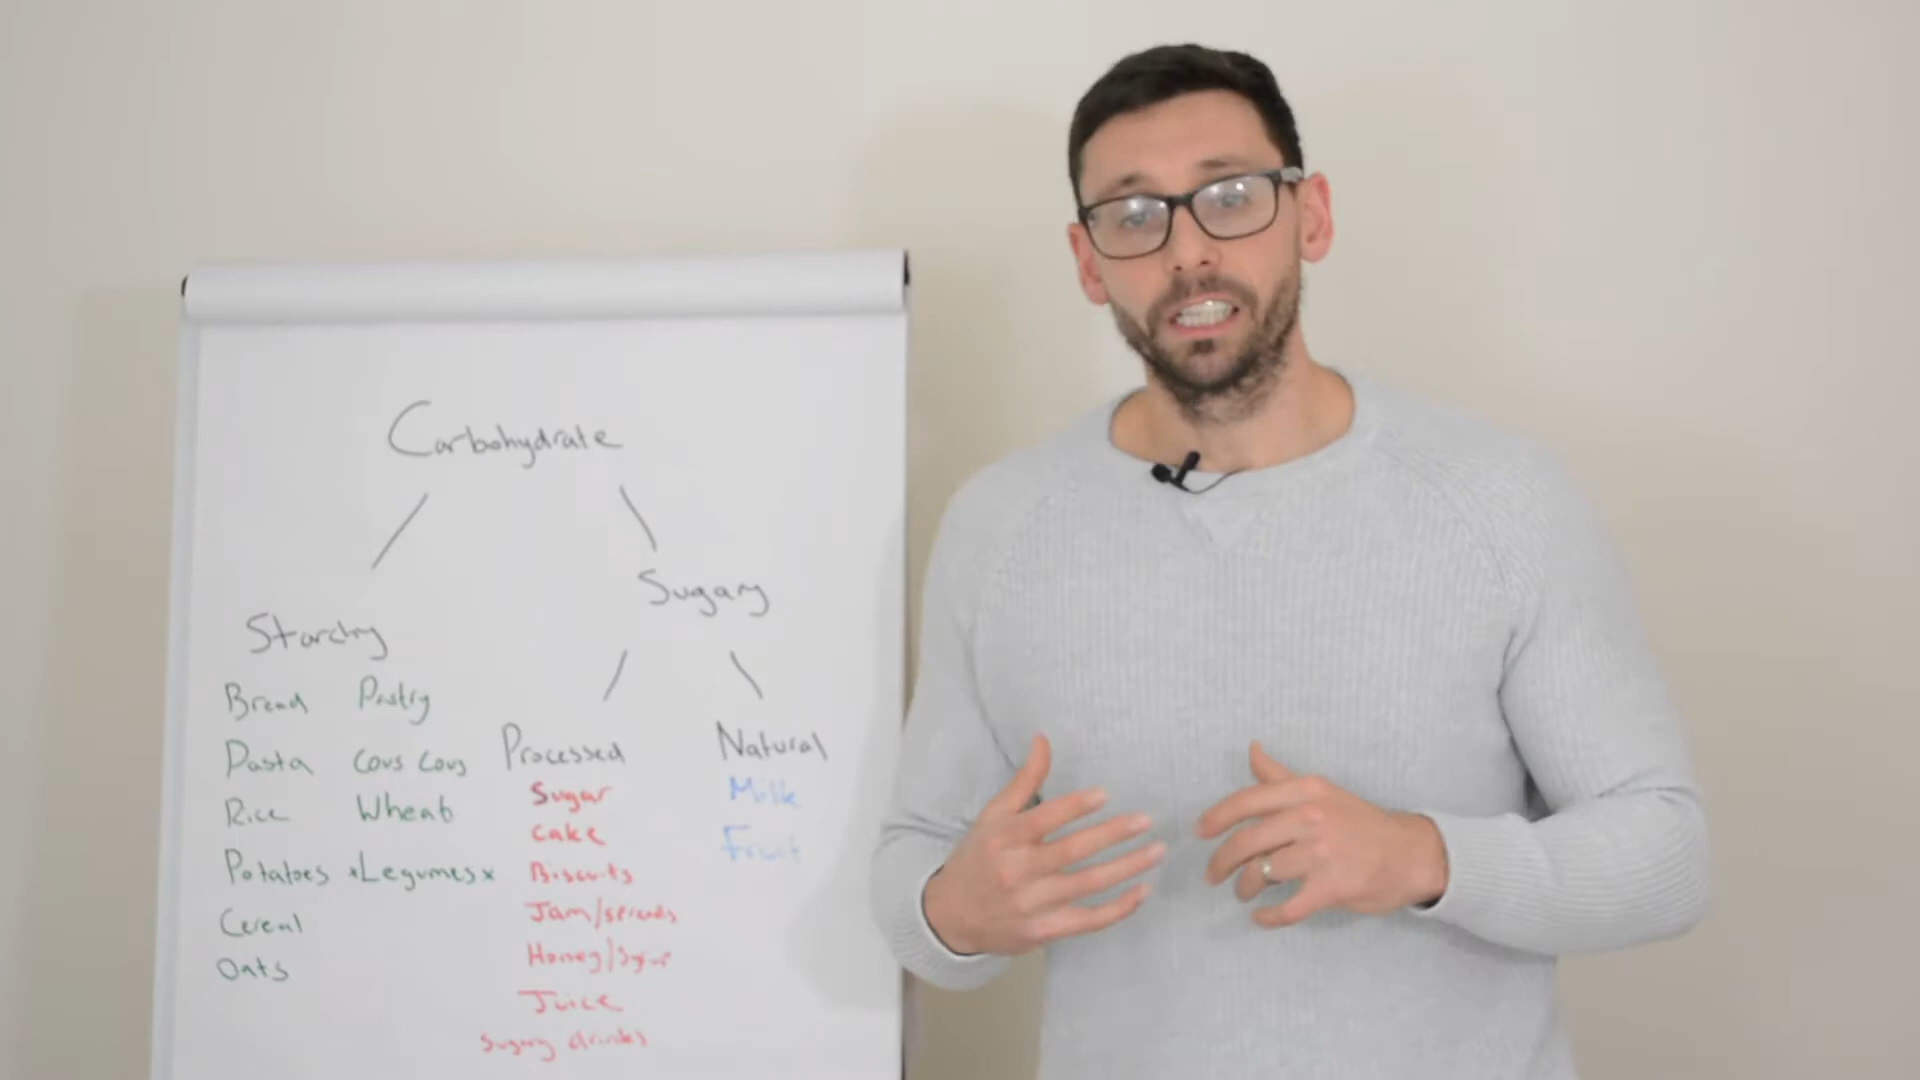 Carbohydrate
Sugary
Starchy
Bread Pastry
Pasta Cous Cous
Rice Wheat
Potatoes *Legumes*
Cereal
Oats
Processed
Sugar
Cake
Biscuits
Jam/spreads
Honey/Syrup
Juice
Sugary drinks
Natural
Milk
Fruit